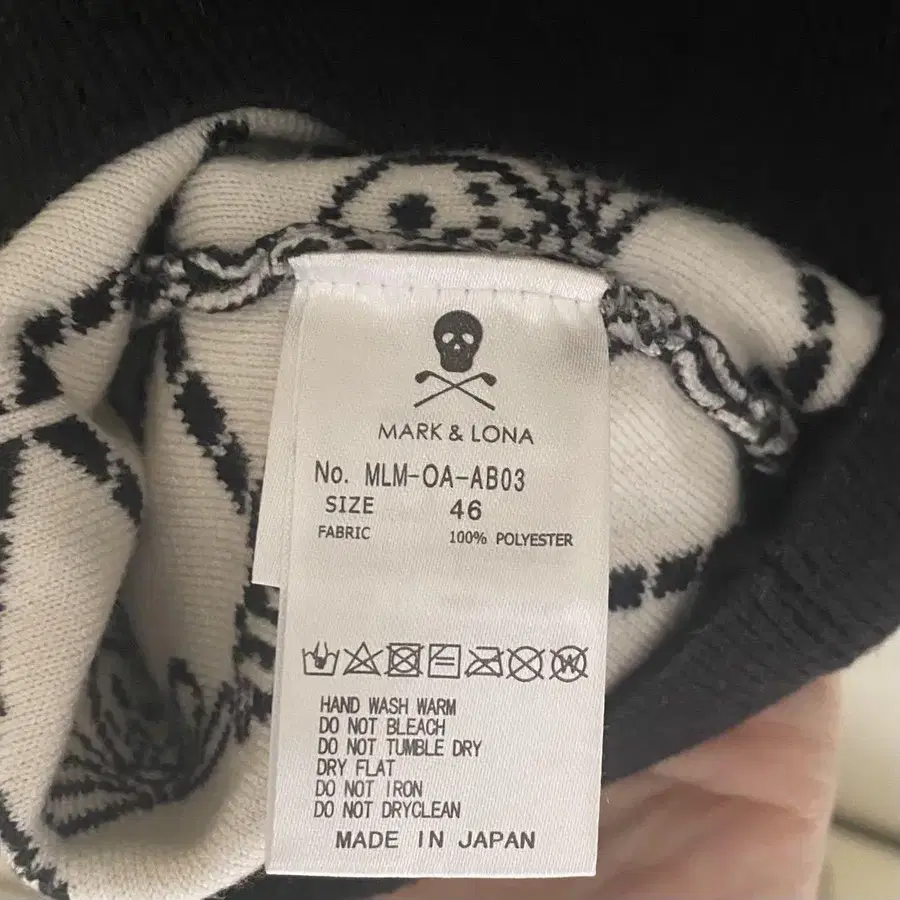 MARK & LONA
No. MLM-OA-AB03
SIZE 46
FABRIC 100% POLYESTER
HAND WASH WARM
DO NOT BLEACH
DO NOT TUMBLE DRY
DRY FLAT
DO NOT IRON
DO NOT DRYCLEAN
MADE IN JAPAN